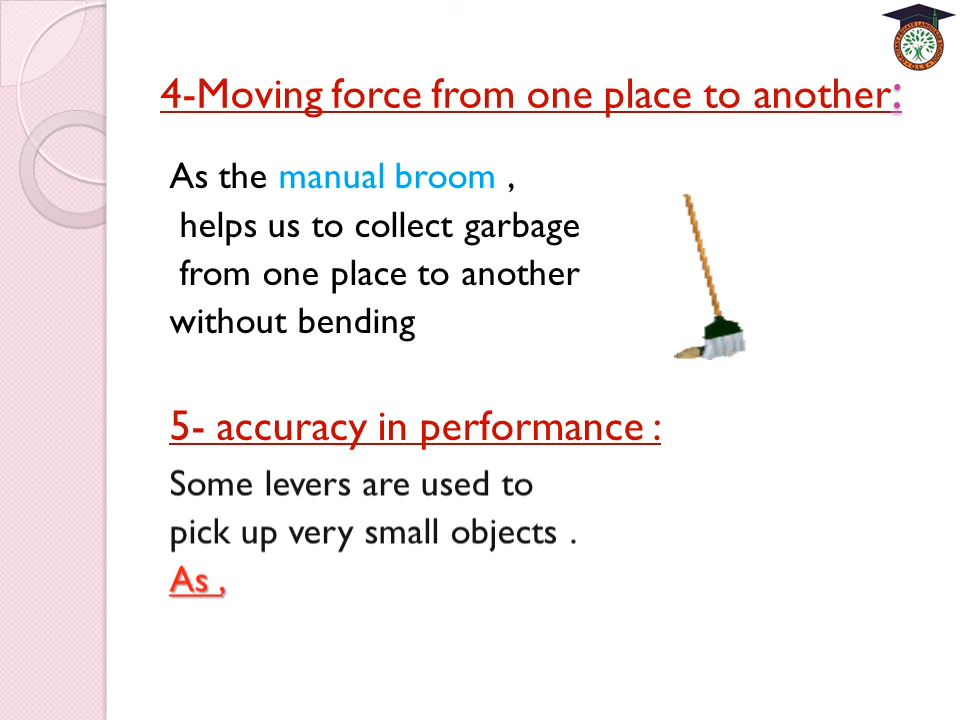 4-Moving force from one place to another:
As the manual broom ,
helps us to collect garbage
from one place to another
without bending
5- accuracy in performance :
Some levers are used to
pick up very small objects .
As ,